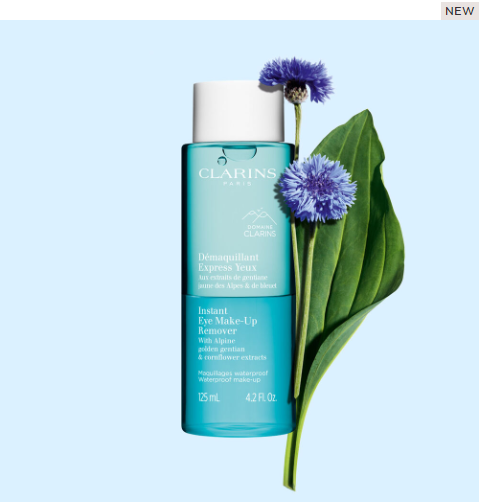 NEW
CLARINS
PARIS
DOMAINE
CLARINS
Démaquillant
Express Yeux
Aux extraits de gentiane
jaune des Alpes & de bleuet
Instant
Eye Make-Up
Remover
With Alpine
golden gentian
& cornflower extracts
Maquillages waterproof
Waterproof make-up
125 mL 4.2 Fl. Oz.